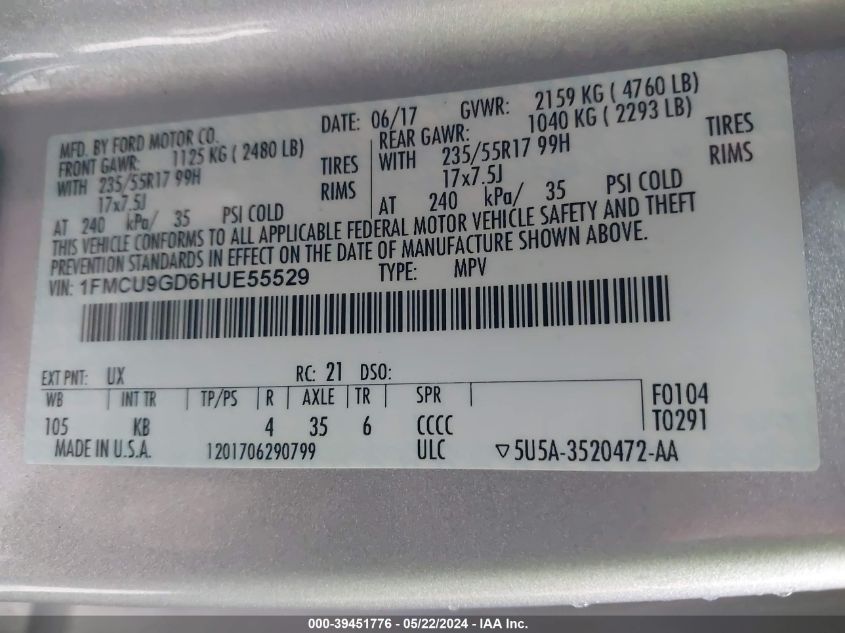 MFD. BY FORD MOTOR CO.
DATE: 06/17 GVWR: 2159 KG ( 4760 LB)
FRONT GAWR: 1125 KG ( 2480 LB)
REAR GAWR: 1040 KG ( 2293 LB)
WITH 235/55R17 99H TIRES
WITH 235/55R17 99H TIRES
17x7.5J RIMS
17x7.5J RIMS
AT 240 kPa/ 35 PSI COLD
AT 240 kPa/ 35 PSI COLD
THIS VEHICLE CONFORMS TO ALL APPLICABLE FEDERAL MOTOR VEHICLE SAFETY AND THEFT
PREVENTION STANDARDS IN EFFECT ON THE DATE OF MANUFACTURE SHOWN ABOVE.
VIN: 1FMCU9GD6HUE55529 TYPE: MPV
EXT PNT: UX RC: 21 DSO:
WB INT TR TP/PS R AXLE TR SPR F0104
105 KB 4 35 6 CCCC T0291
MADE IN U.S.A. 1201706290799 ULC ▽5U5A-3520472-AA
000-39451776 - 05/22/2024 - IAA Inc.